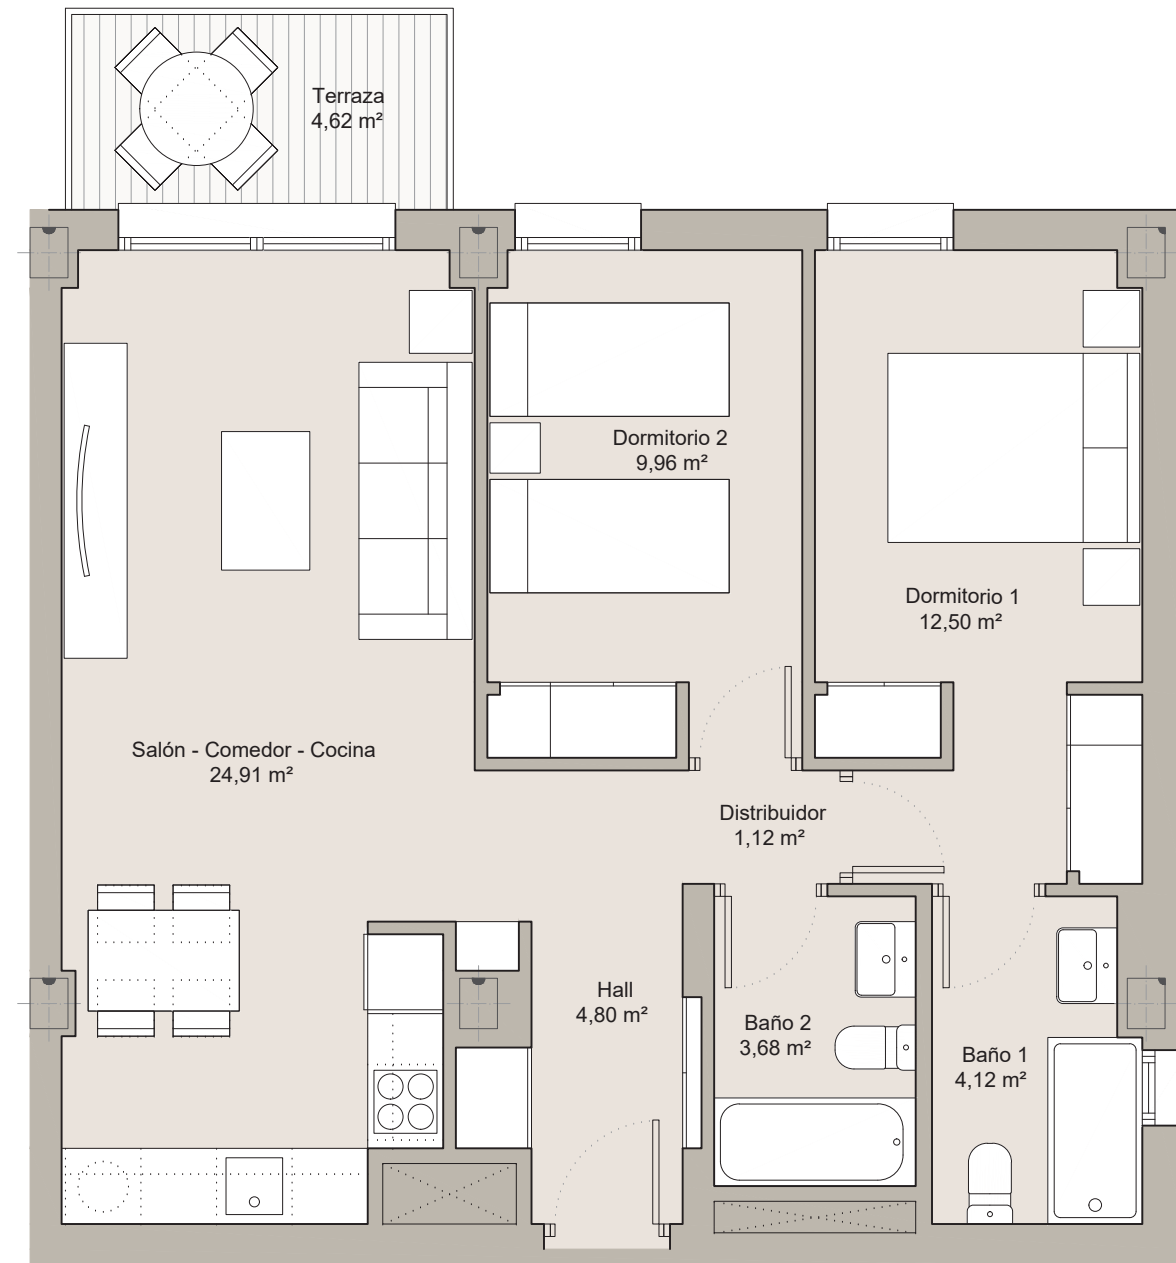 Terraza
4,62 m²
Dormitorio 2
9,96 m²
Dormitorio 1
12,50 m²
Salón - Comedor - Cocina
24,91 m²
Distribuidor
1,12 m²
Hall
4,80 m²
Baño 2
3,68 m²
Baño 1
4,12 m²